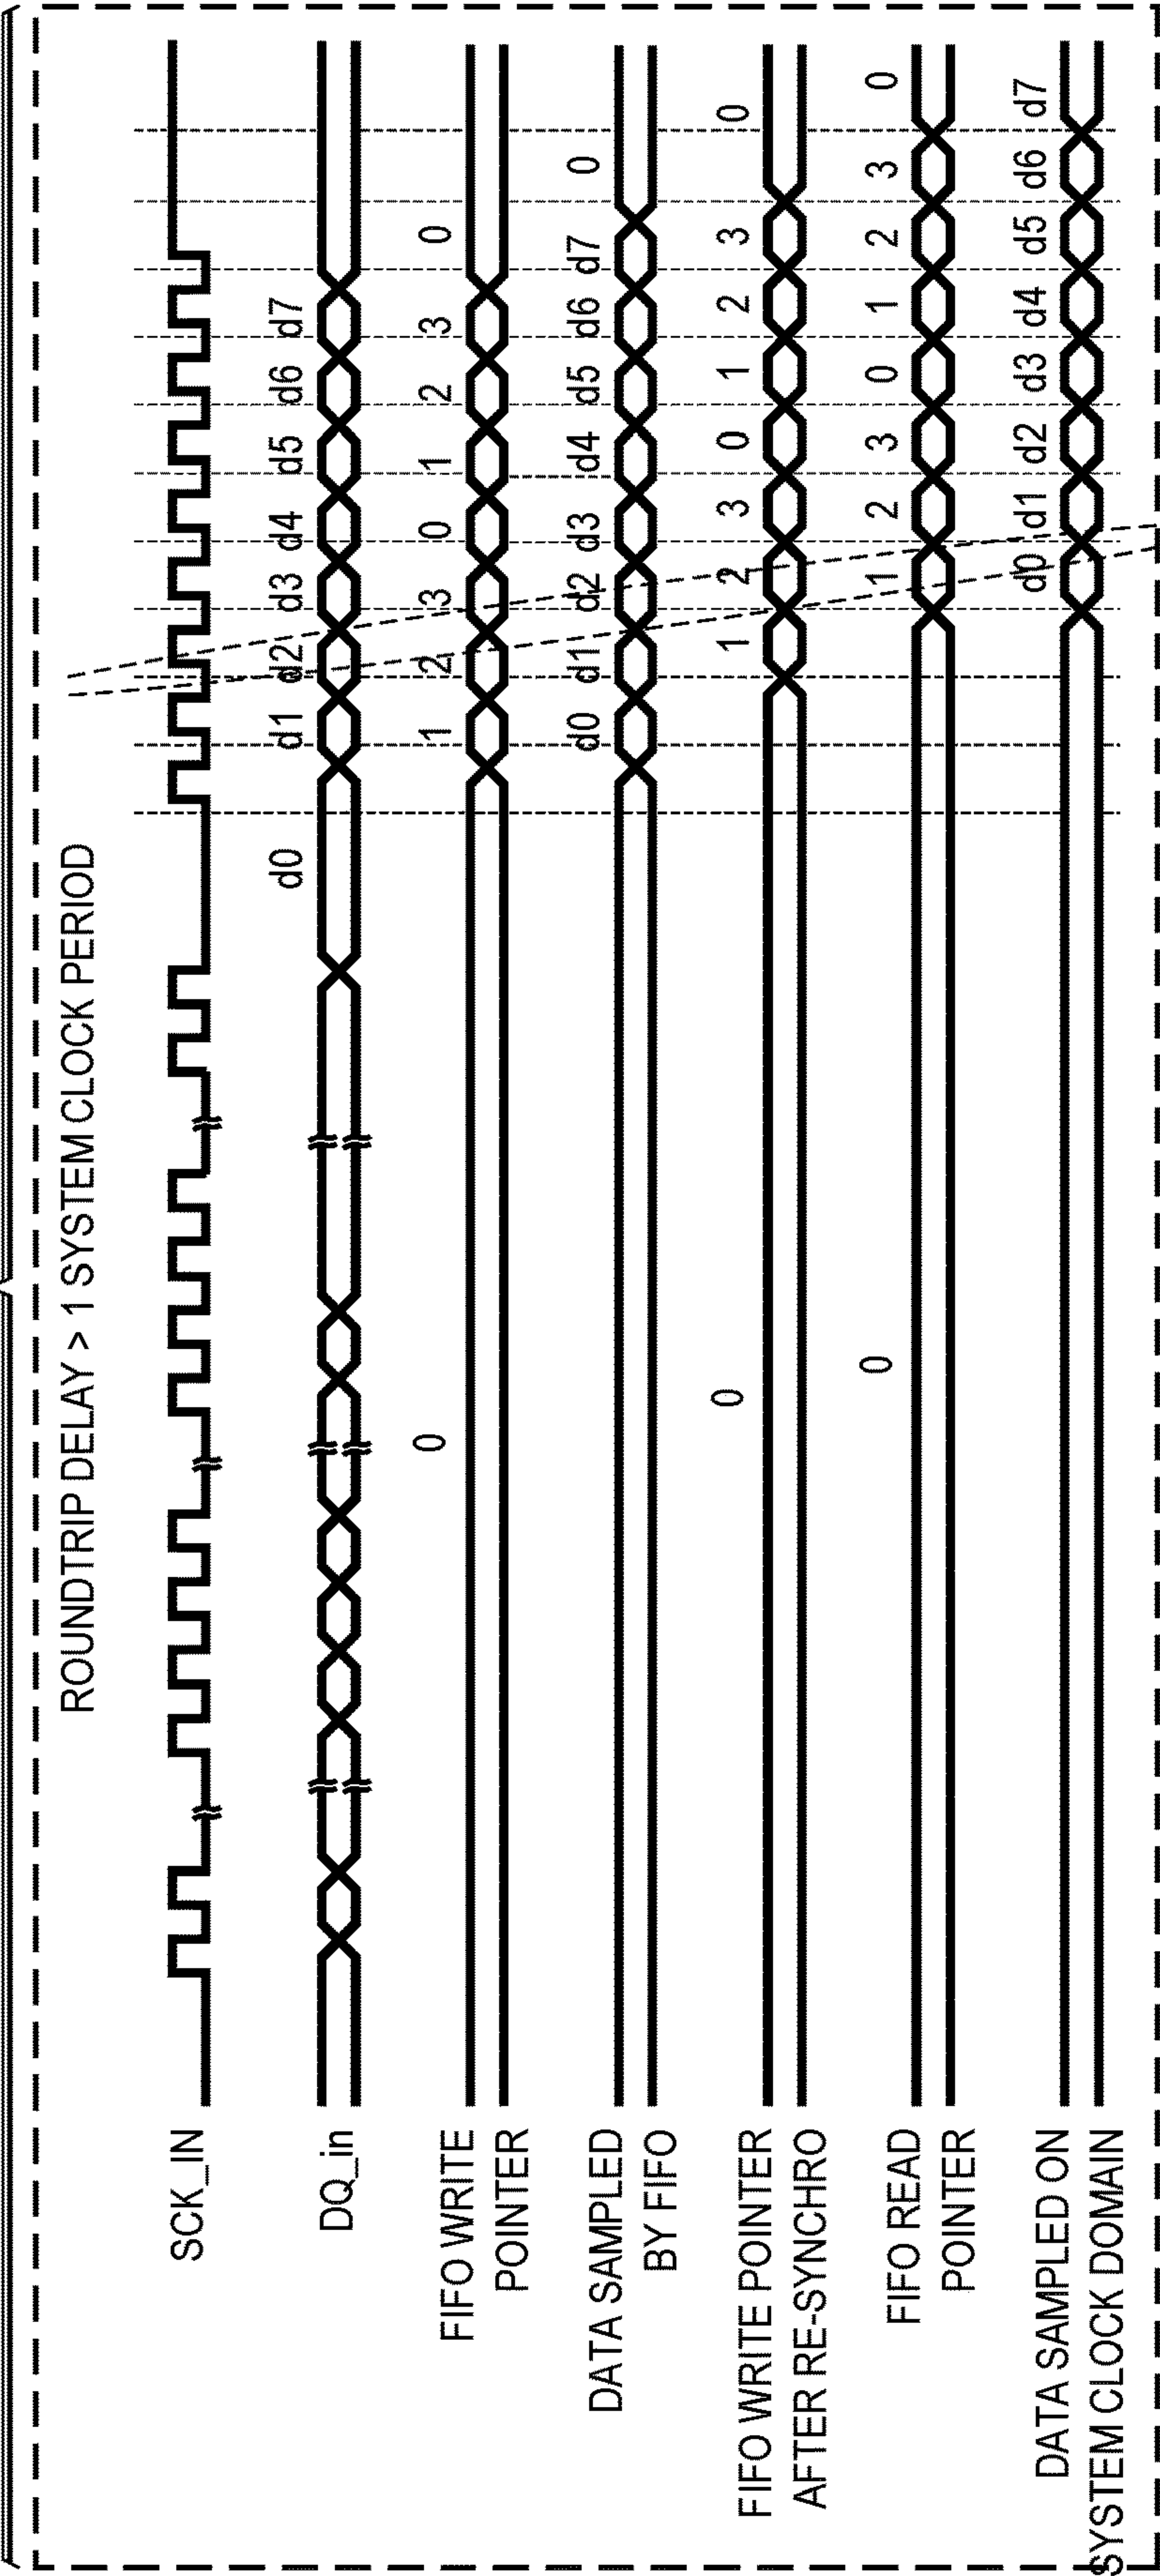 ROUNDTRIP DELAY > 1 SYSTEM CLOCK PERIOD
SCK_IN
DQ_in
d0 d1 d2 d3 d4 d5 d6 d7
FIFO WRITE
POINTER
0 1 2 3 0 1 2 3 0
DATA SAMPLED
BY FIFO
d0 d1 d2 d3 d4 d5 d6 d7 0
FIFO WRITE POINTER
AFTER RE-SYNCHRO
0 1 2 3 0 1 2 3 0
FIFO READ
POINTER
0 1 2 3 0 1 2 3 0
DATA SAMPLED ON
SYSTEM CLOCK DOMAIN
d0 d1 d2 d3 d4 d5 d6 d7